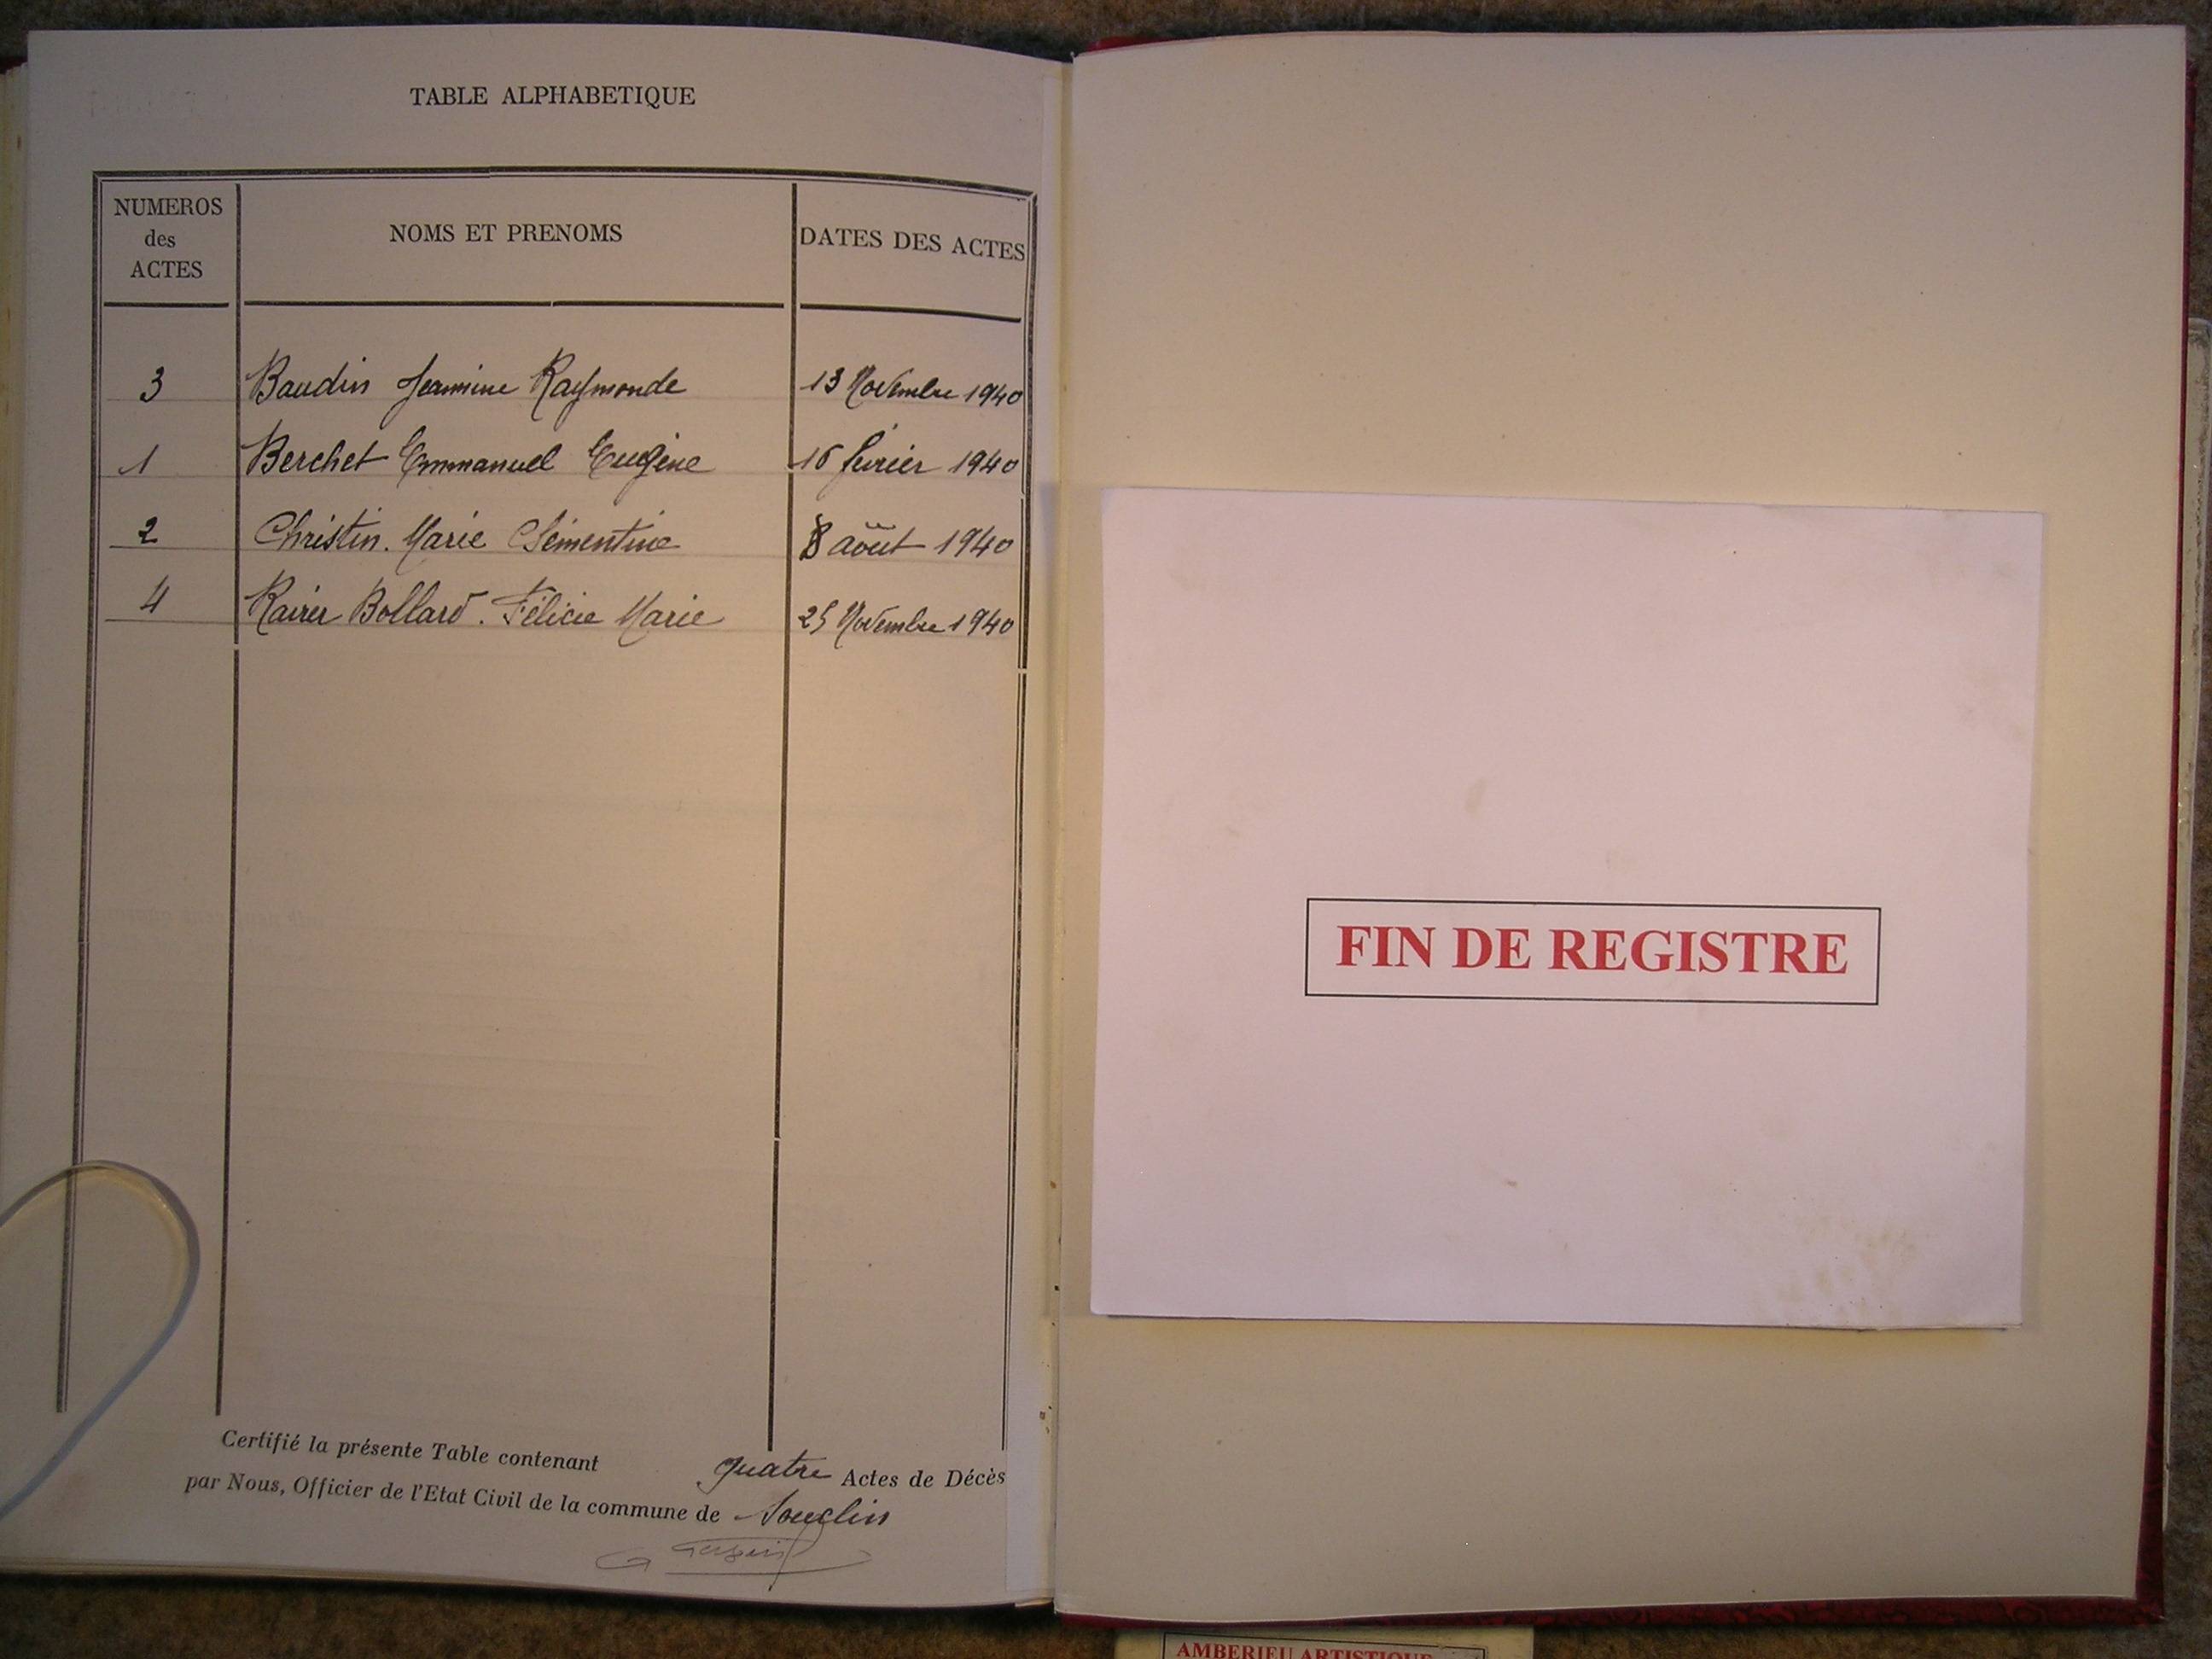 TABLE ALPHABETIQUE
NUMEROS
des
ACTES
NOMS ET PRENOMS
DATES DES ACTES
3 Baudin Jeannine Raymonde 13 Novembre 1940
1 Berchet Emmanuel Eugène 16 février 1940
2 Christin. Marie Clémentine 8 août 1940
4 Bollard. Félicie Marie 25 Novembre 1940
Certifié la présente Table contenant quatre Actes de Décès
par Nous, Officier de l'Etat Civil de la commune de Souclin
FIN DE REGISTRE
AMBERIEU ARTISTIQUE